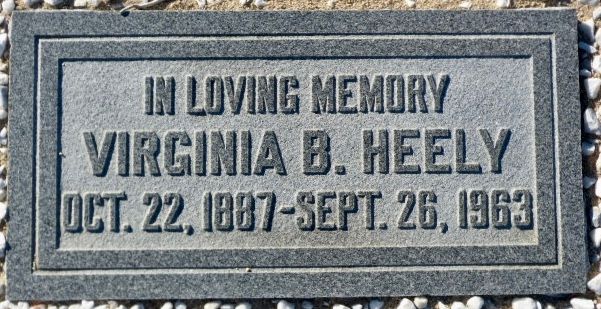 IN LOVING MEMORY
VIRGINIA B. HEELY
OCT. 22, 1887-SEPT. 26, 1963